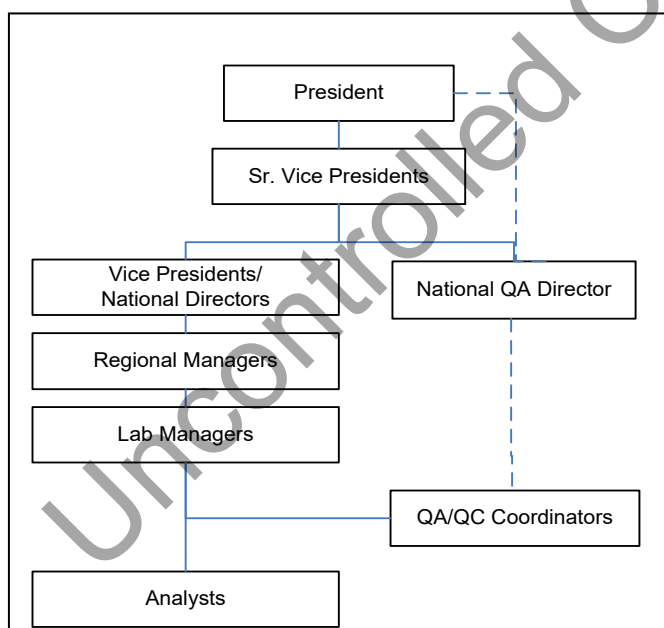 President
Sr. Vice Presidents
Vice Presidents/
National Directors
National QA Director
Regional Managers
Lab Managers
QA/QC Coordinators
Analysts
Uncontrolled